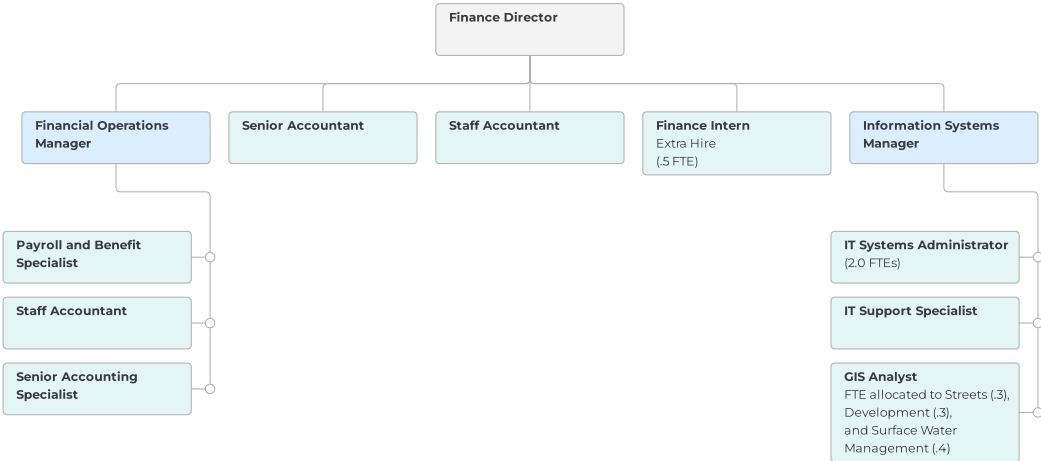 Finance Director
Financial Operations
Manager
Senior Accountant
Staff Accountant
Finance Intern
Extra Hire
(.5 FTE)
Information Systems
Manager
Payroll and Benefit
Specialist
Staff Accountant
Senior Accounting
Specialist
IT Systems Administrator
(2.0 FTEs)
IT Support Specialist
GIS Analyst
FTE allocated to Streets (.3),
Development (.3),
and Surface Water
Management (.4)